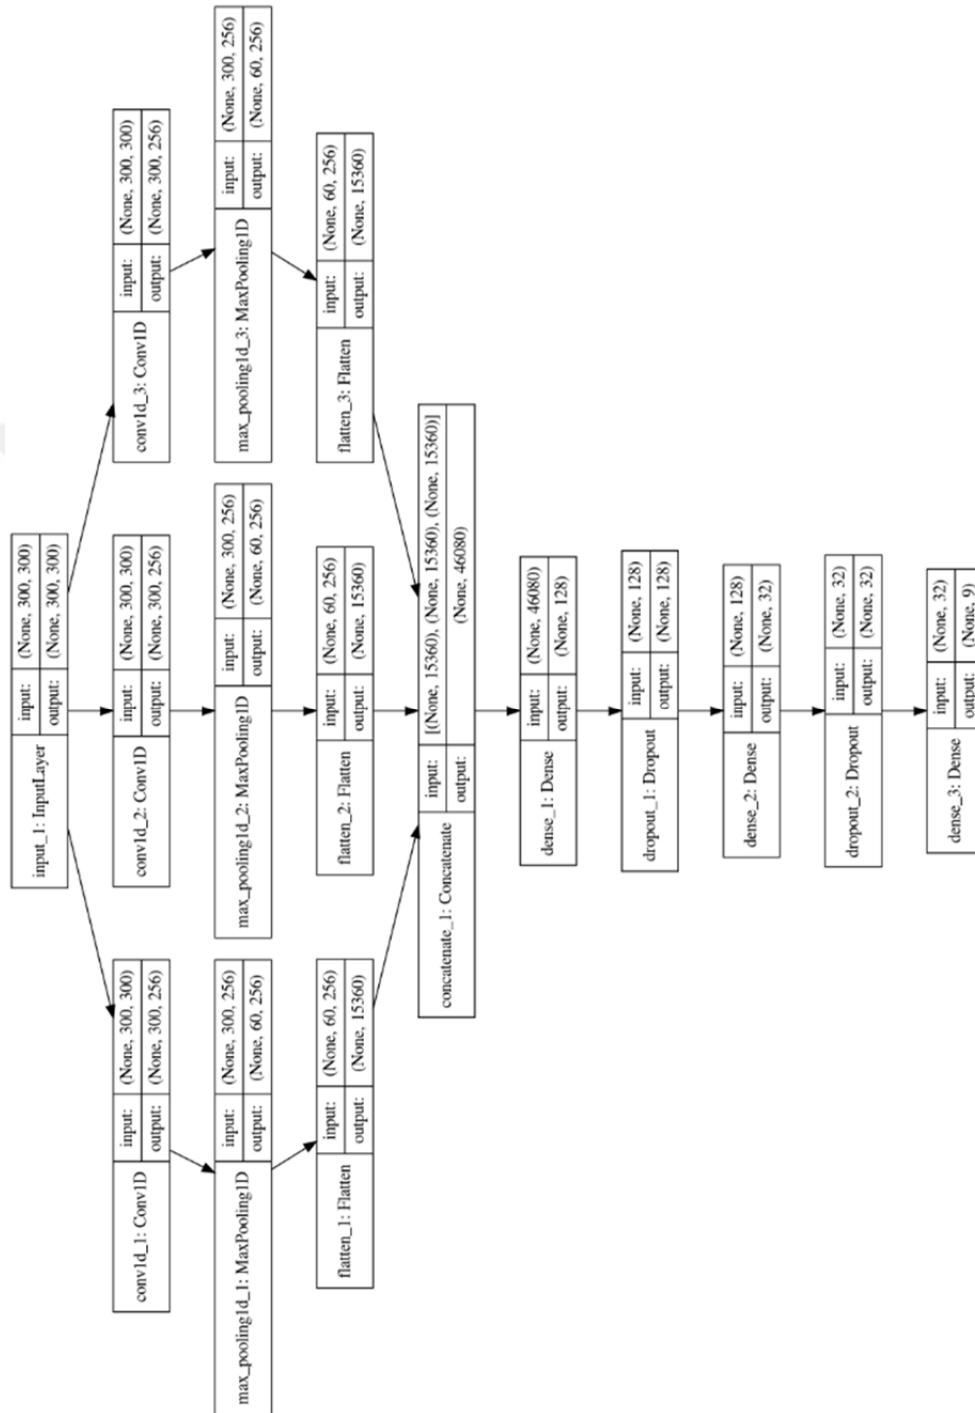 input_1: InputLayer
input: (None, 300, 300)
output: (None, 300, 300)
conv1d_1: Conv1D
input: (None, 300, 300)
output: (None, 300, 256)
conv1d_2: Conv1D
input: (None, 300, 300)
output: (None, 300, 256)
conv1d_3: Conv1D
input: (None, 300, 300)
output: (None, 300, 256)
max_pooling1d_1: MaxPooling1D
input: (None, 300, 256)
output: (None, 60, 256)
max_pooling1d_2: MaxPooling1D
input: (None, 300, 256)
output: (None, 60, 256)
max_pooling1d_3: MaxPooling1D
input: (None, 300, 256)
output: (None, 60, 256)
flatten_1: Flatten
input: (None, 60, 256)
output: (None, 15360)
flatten_2: Flatten
input: (None, 60, 256)
output: (None, 15360)
flatten_3: Flatten
input: (None, 60, 256)
output: (None, 15360)
concatenate_1: Concatenate
input: [(None, 15360), (None, 15360), (None, 15360)]
output: (None, 46080)
dense_1: Dense
input: (None, 46080)
output: (None, 128)
dropout_1: Dropout
input: (None, 128)
output: (None, 128)
dense_2: Dense
input: (None, 128)
output: (None, 32)
dropout_2: Dropout
input: (None, 32)
output: (None, 32)
dense_3: Dense
input: (None, 32)
output: (None, 9)